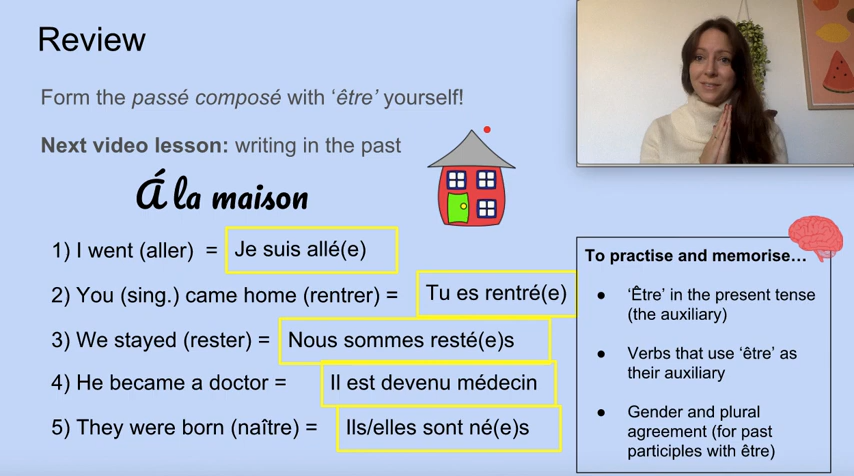 Review
Form the passé composé with ‘être’ yourself!
Next video lesson: writing in the past
Á la maison
1) I went (aller) = Je suis allé(e)
2) You (sing.) came home (rentrer) = Tu es rentré(e)
3) We stayed (rester) = Nous sommes resté(e)s
4) He became a doctor = Il est devenu médecin
5) They were born (naître) = Ils/elles sont né(e)s
To practise and memorise…
● ‘Être’ in the present tense
(the auxiliary)
● Verbs that use ‘être’ as
their auxiliary
● Gender and plural
agreement (for past
participles with être)